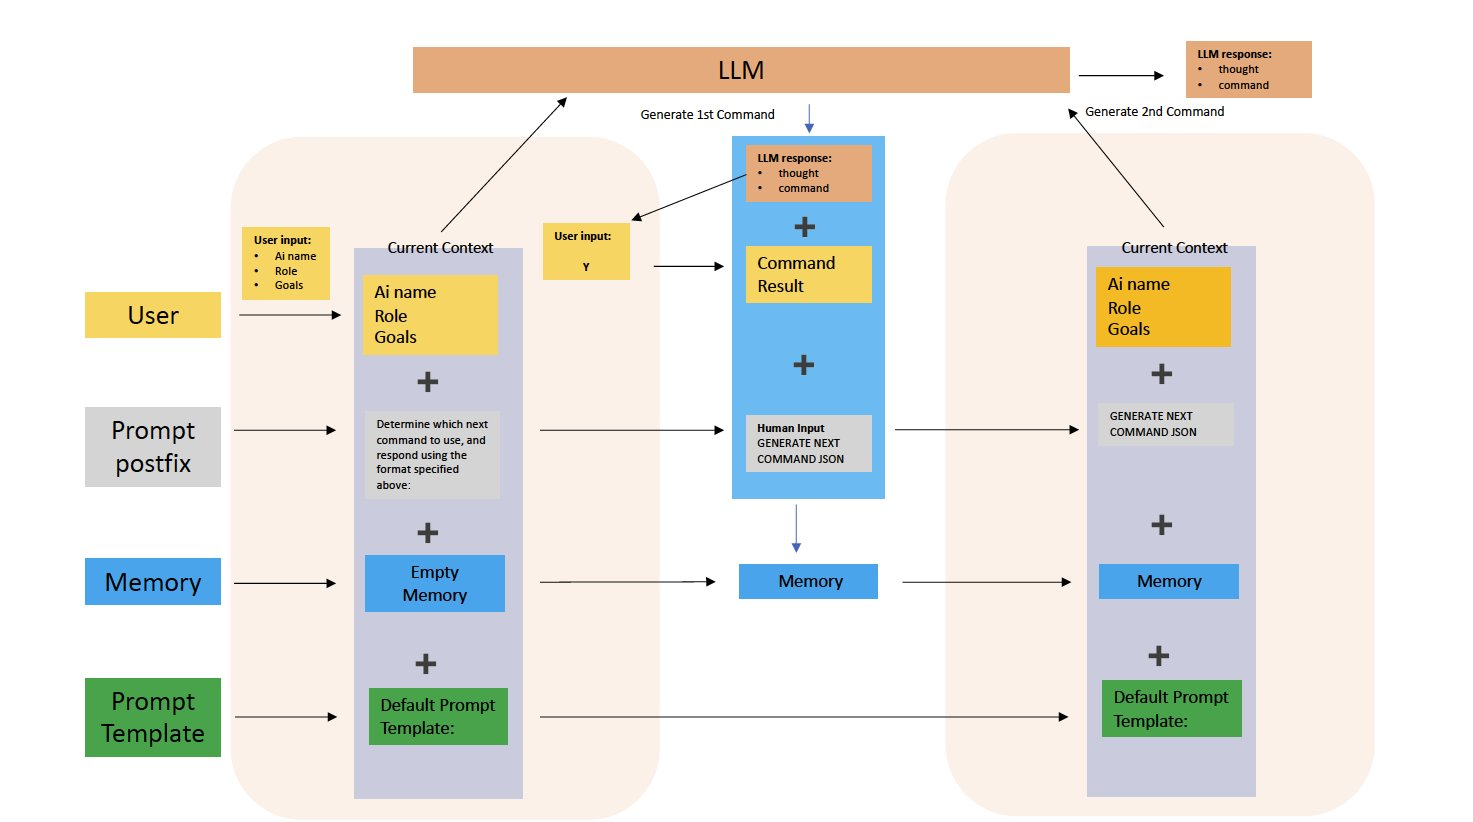 LLM
LLM response:
• thought
• command
Generate 1st Command
Generate 2nd Command
LLM response:
• thought
• command
User input:
• Ai name
• Role
• Goals
Current Context
User input:
Y
Current Context
User
Ai name
Role
Goals
Command
Result
Ai name
Role
Goals
Prompt
postfix
Determine which next
command to use, and
respond using the
format specified
above:
Human Input
GENERATE NEXT
COMMAND JSON
GENERATE NEXT
COMMAND JSON
Memory
Empty
Memory
Memory
Memory
Prompt
Template
Default Prompt
Template:
Default Prompt
Template: